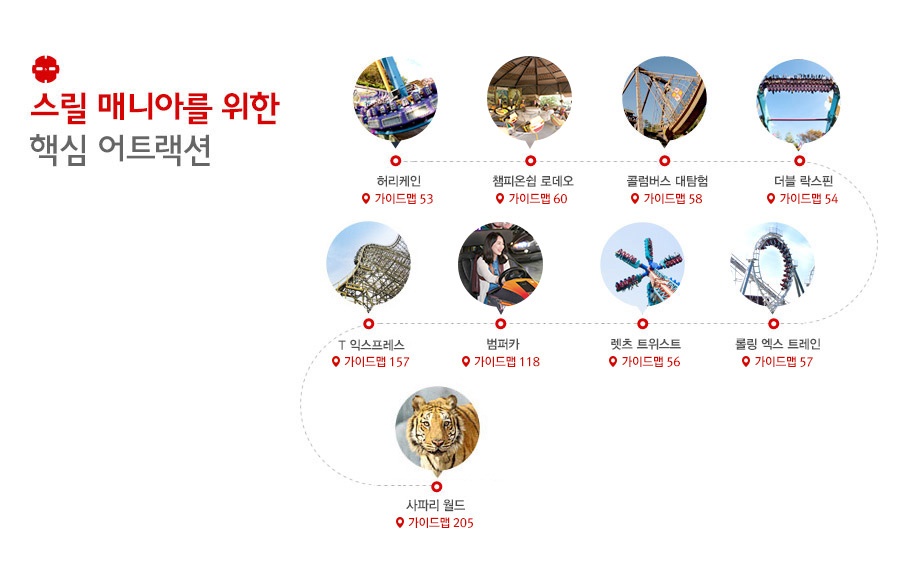 스릴 매니아를 위한
핵심 어트랙션
허리케인
가이드맵 53
챔피온쉽 로데오
가이드맵 60
콜럼버스 대탐험
가이드맵 58
더블 락스핀
가이드맵 54
T 익스프레스
가이드맵 157
범퍼카
가이드맵 118
렛츠 트위스트
가이드맵 56
롤링 엑스 트레인
가이드맵 57
사파리 월드
가이드맵 205